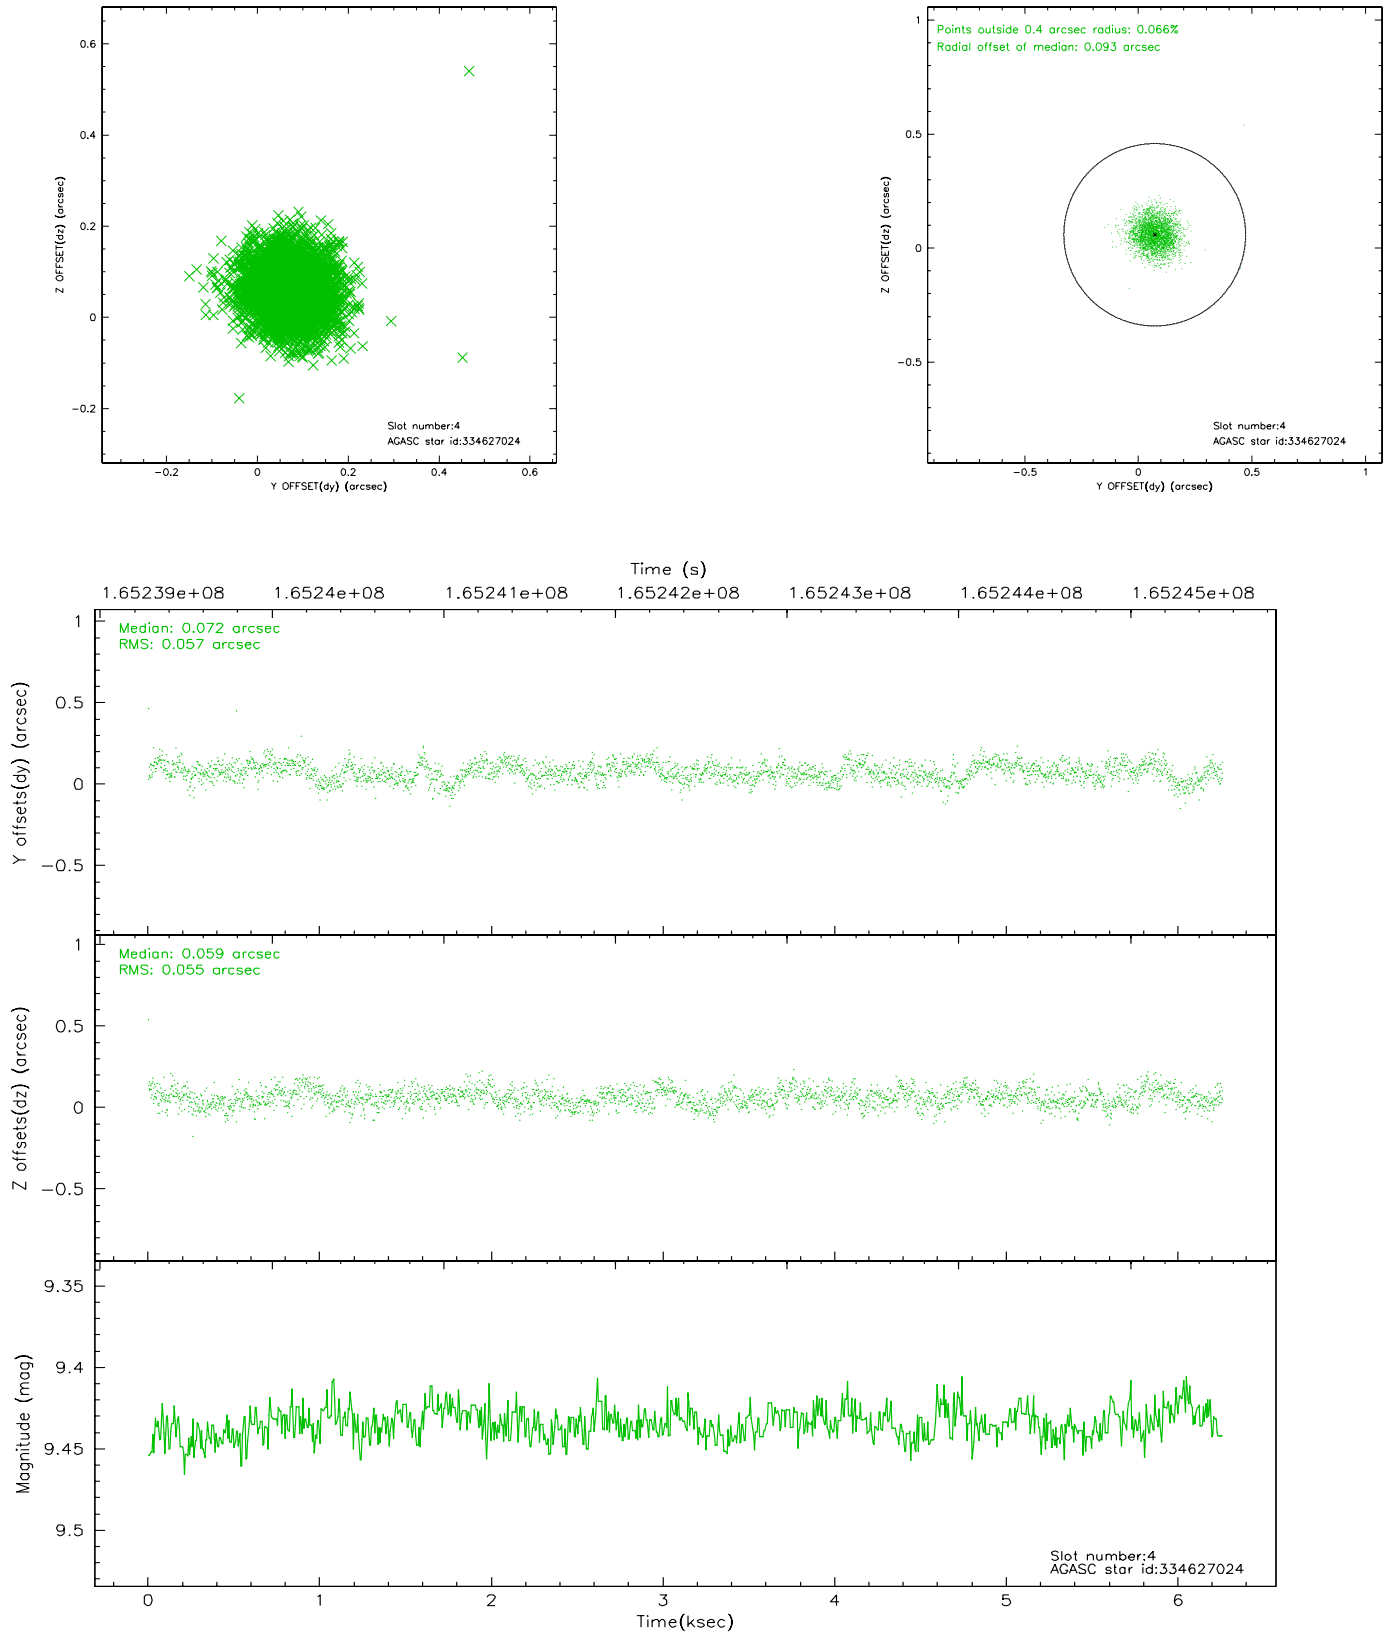 0.6
0.4
0.2
0
−0.2
Z OFFSET(dz) (arcsec)
Slot number:4
AGASC star id:334627024
−0.2 0 0.2 0.4 0.6
Y OFFSET(dy) (arcsec)
Points outside 0.4 arcsec radius: 0.066%
Radial offset of median: 0.093 arcsec
1
0.5
0
−0.5
Z OFFSET(dz) (arcsec)
Slot number:4
AGASC star id:334627024
−0.5 0 0.5 1
Y OFFSET(dy) (arcsec)
Time (s)
1.65239e+08 1.6524e+08 1.65241e+08 1.65242e+08 1.65243e+08 1.65244e+08 1.65245e+08
Median: 0.072 arcsec
RMS: 0.057 arcsec
1
0.5
0
−0.5
Y offsets(dy) (arcsec)
Median: 0.059 arcsec
RMS: 0.055 arcsec
1
0.5
0
−0.5
Z offsets(dz) (arcsec)
9.35
9.4
9.45
9.5
Magnitude (mag)
Slot number:4
AGASC star id:334627024
0 1 2 3 4 5 6
Time(ksec)